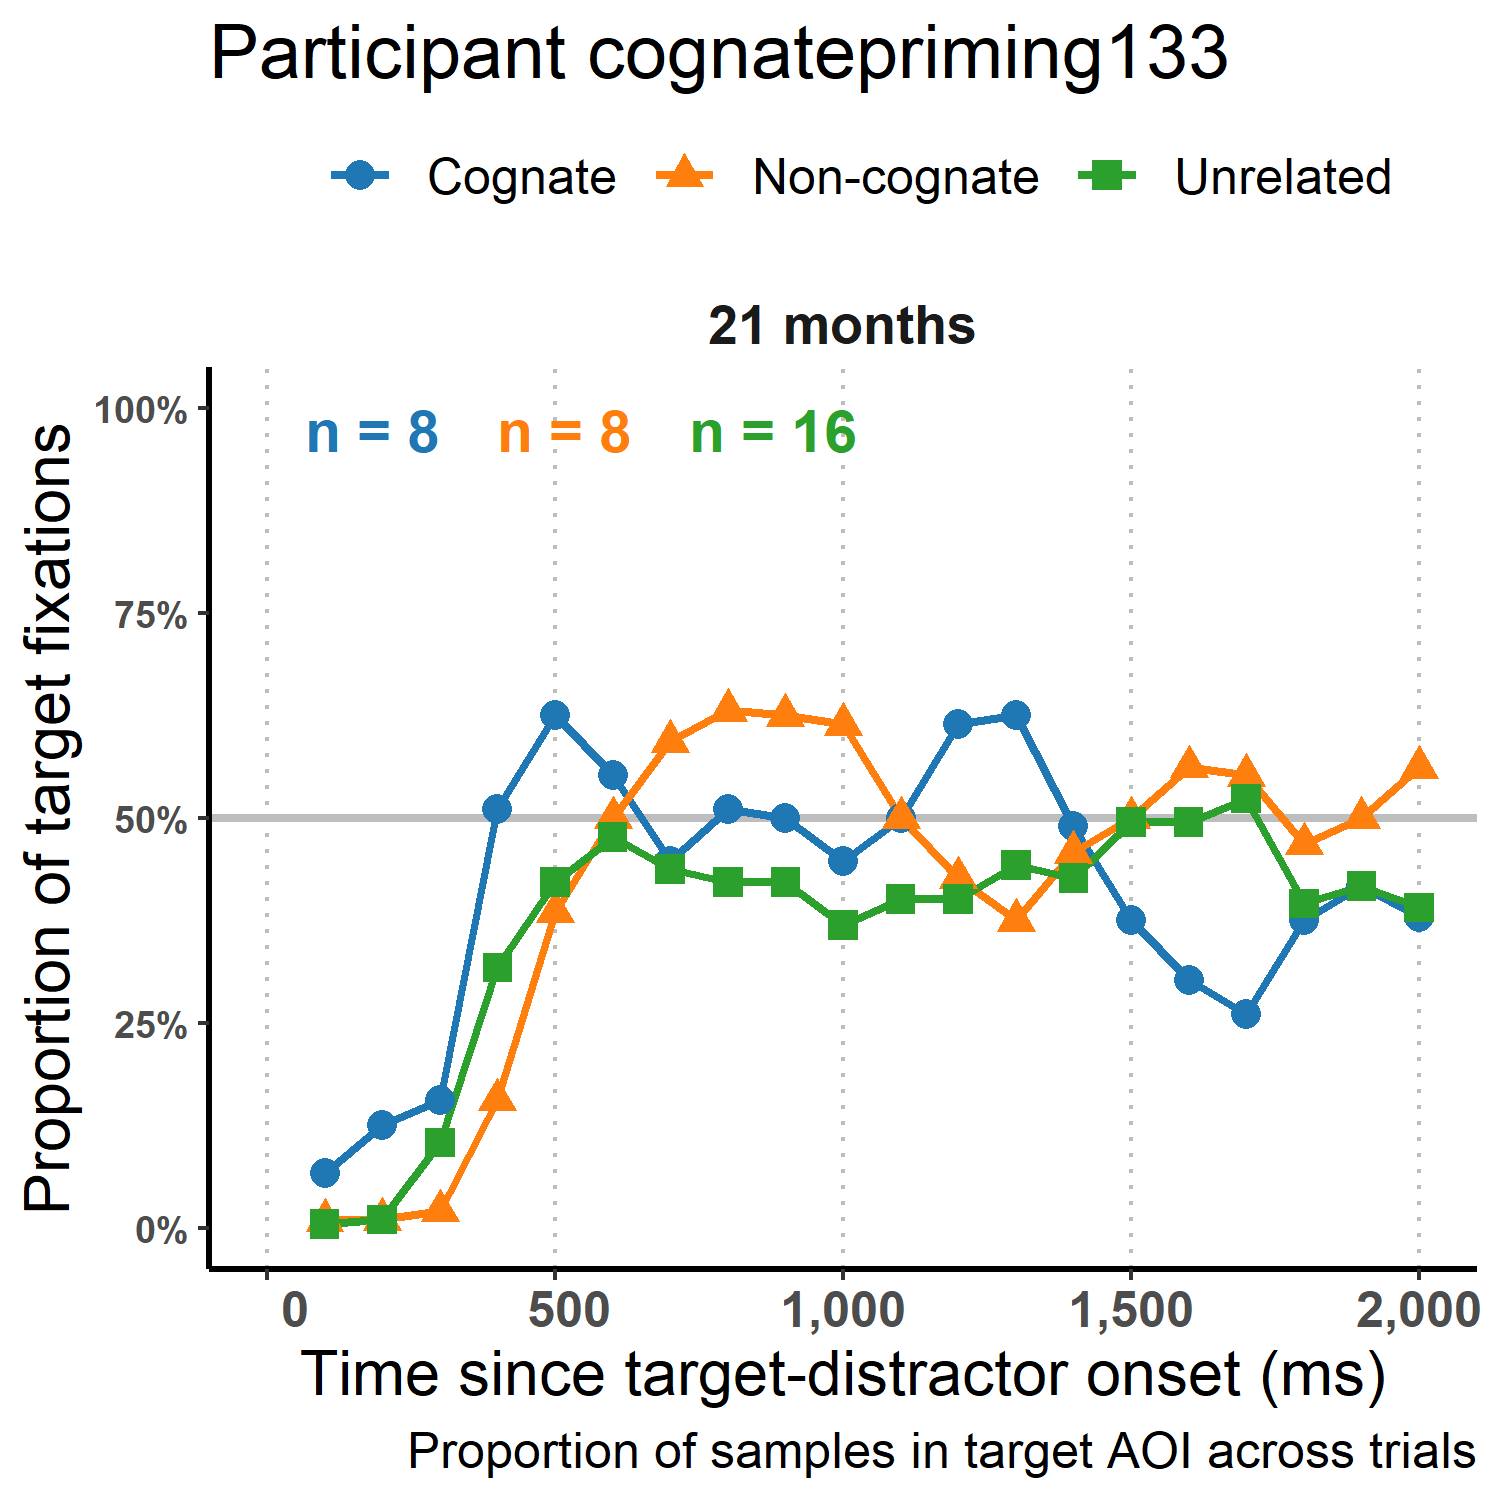 Participant cognatepriming133
Cognate Non-cognate Unrelated
21 months
n = 8 n = 8 n = 16
100%
75%
50%
25%
0%
Proportion of target fixations
0 500 1,000 1,500 2,000
Time since target-distractor onset (ms)
Proportion of samples in target AOI across trials